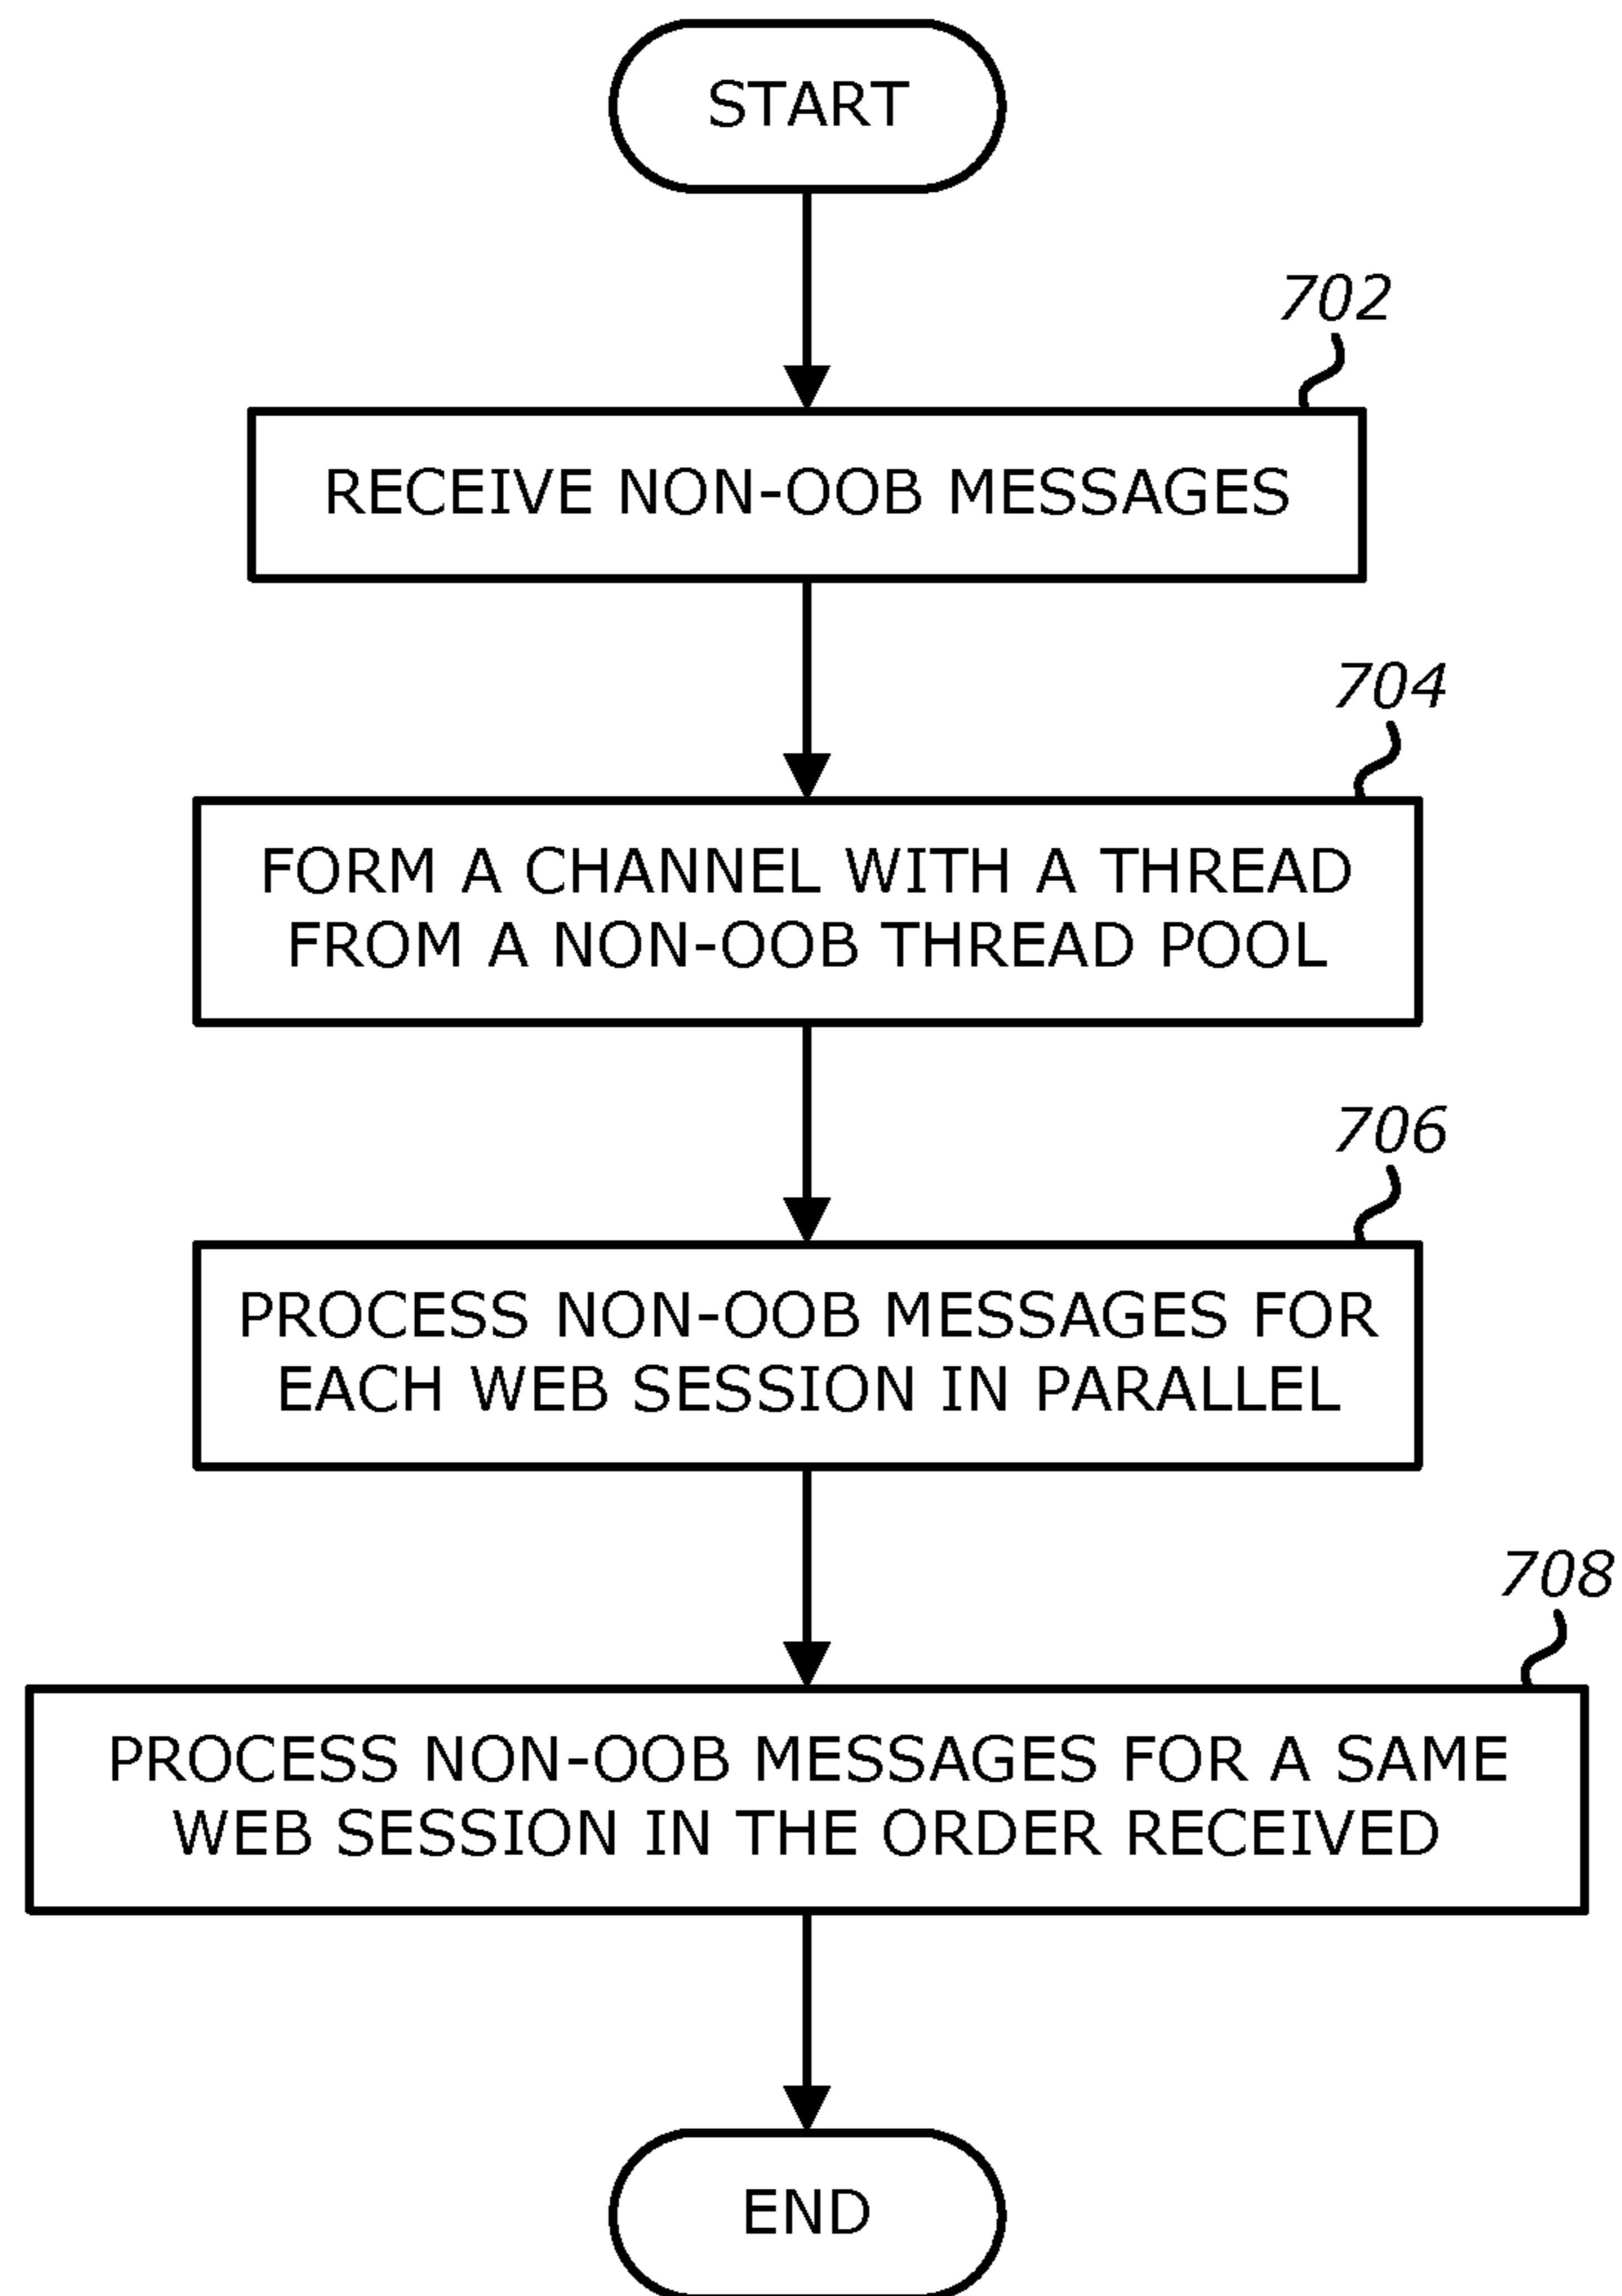 START
702
RECEIVE NON-OOB MESSAGES
704
FORM A CHANNEL WITH A THREAD
FROM A NON-OOB THREAD POOL
706
PROCESS NON-OOB MESSAGES FOR
EACH WEB SESSION IN PARALLEL
708
PROCESS NON-OOB MESSAGES FOR A SAME
WEB SESSION IN THE ORDER RECEIVED
END